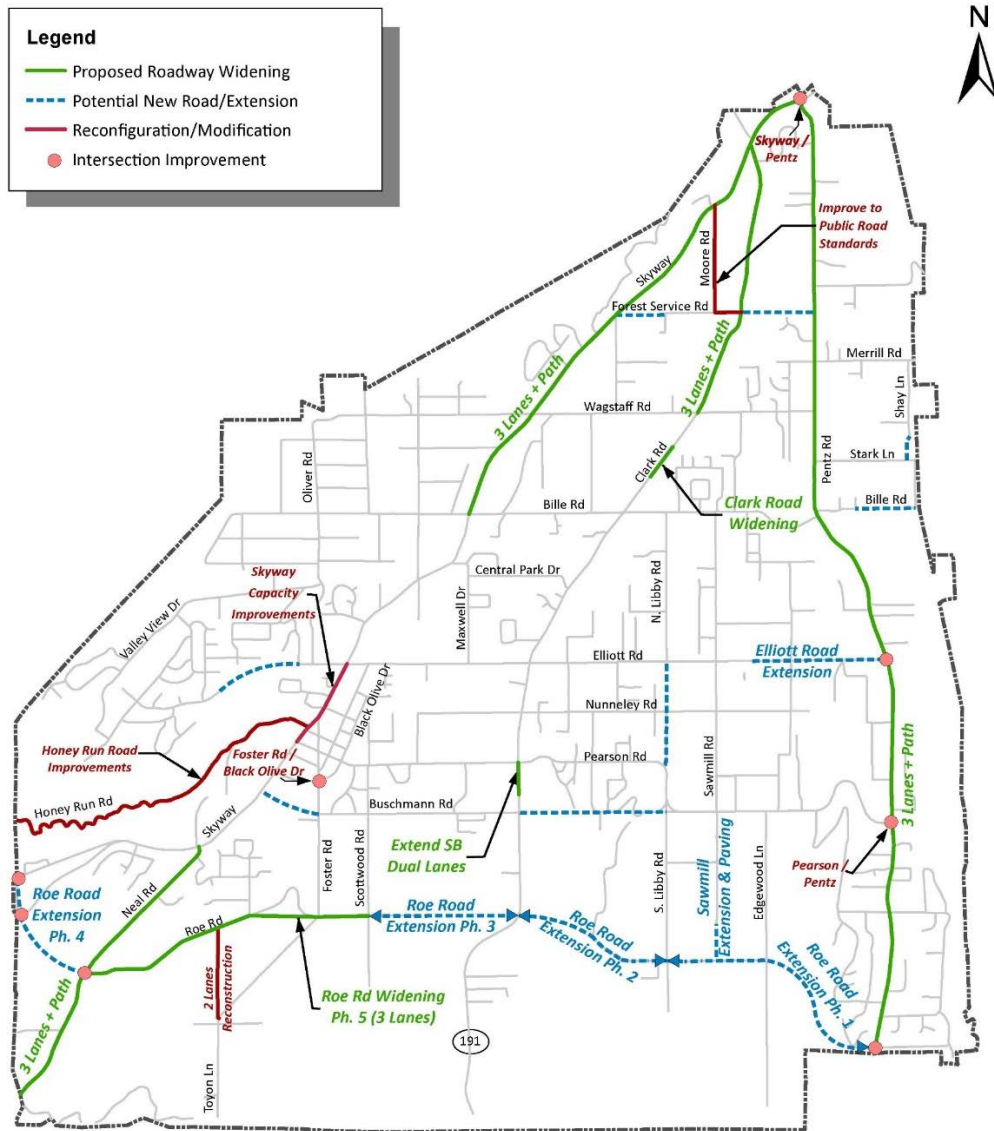 N
Legend
Proposed Roadway Widening
Potential New Road/Extension
Reconfiguration/Modification
Intersection Improvement
Skyway /
Pentz
Improve to
Public Road
Standards
Moore Rd
Skyway
Forest Service Rd
3 Lanes + Path
3 Lanes + Path
Merrill Rd
Shay Ln
Wagstaff Rd
Pentz Rd
Stark Ln
Clark Rd
Oliver Rd
Bille Rd
Clark Road
Widening
Bille Rd
Skyway
Capacity
Improvements
Central Park Dr
Maxwell Dr
N. Libby Rd
Valley View Dr
Elliott Rd
Elliott Road
Extension
Black Olive Dr
Nunneley Rd
Honey Run Road
Improvements
Foster Rd /
Black Olive Dr
Pearson Rd
Sawmill Rd
Honey Run Rd
Skyway
Buschmann Rd
3 Lanes + Path
Extend SB
Dual Lanes
Pearson /
Pentz
Neal Rd
Foster Rd
Scottwood Rd
S. Libby Rd
Sawmill
Extension & Paving
Edgewood Ln
Roe Road
Extension
Ph. 4
Roe Rd
Roe Road
Extension Ph. 3
Roe Road
Extension Ph. 2
Roe Road
Extension Ph. 1
2 Lanes
Reconstruction
Roe Rd Widening
Ph. 5 (3 Lanes)
3 Lanes + Path
191
Toyon Ln